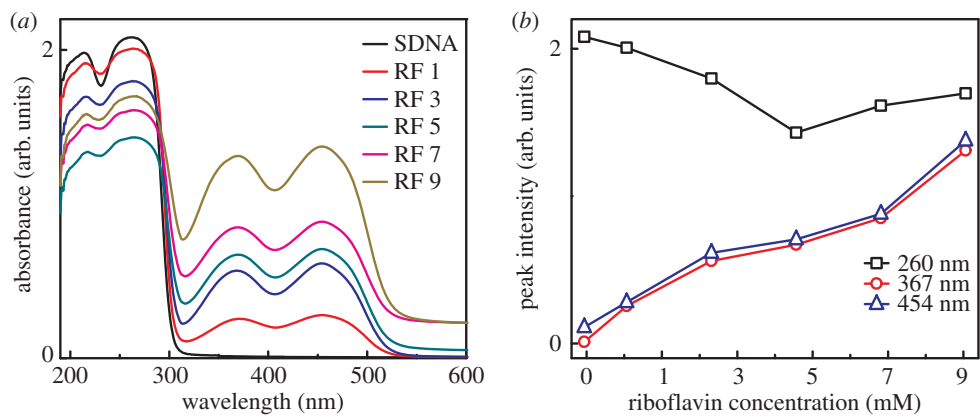 (a)
2
0
absorbance (arb. units)
SDNA
RF 1
RF 3
RF 5
RF 7
RF 9
200 300 400 500 600
wavelength (nm)
(b)
2
0
peak intensity (arb. units)
260 nm
367 nm
454 nm
0 1 3 4 5 7 8 9
riboflavin concentration (mM)